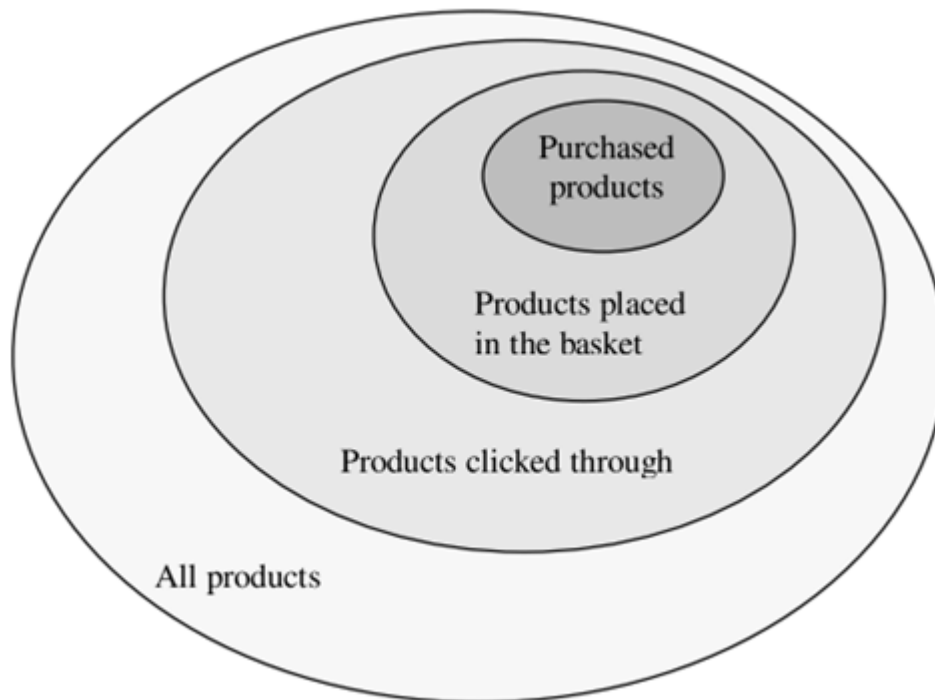 Purchased
products
Products placed
in the basket
Products clicked through
All products